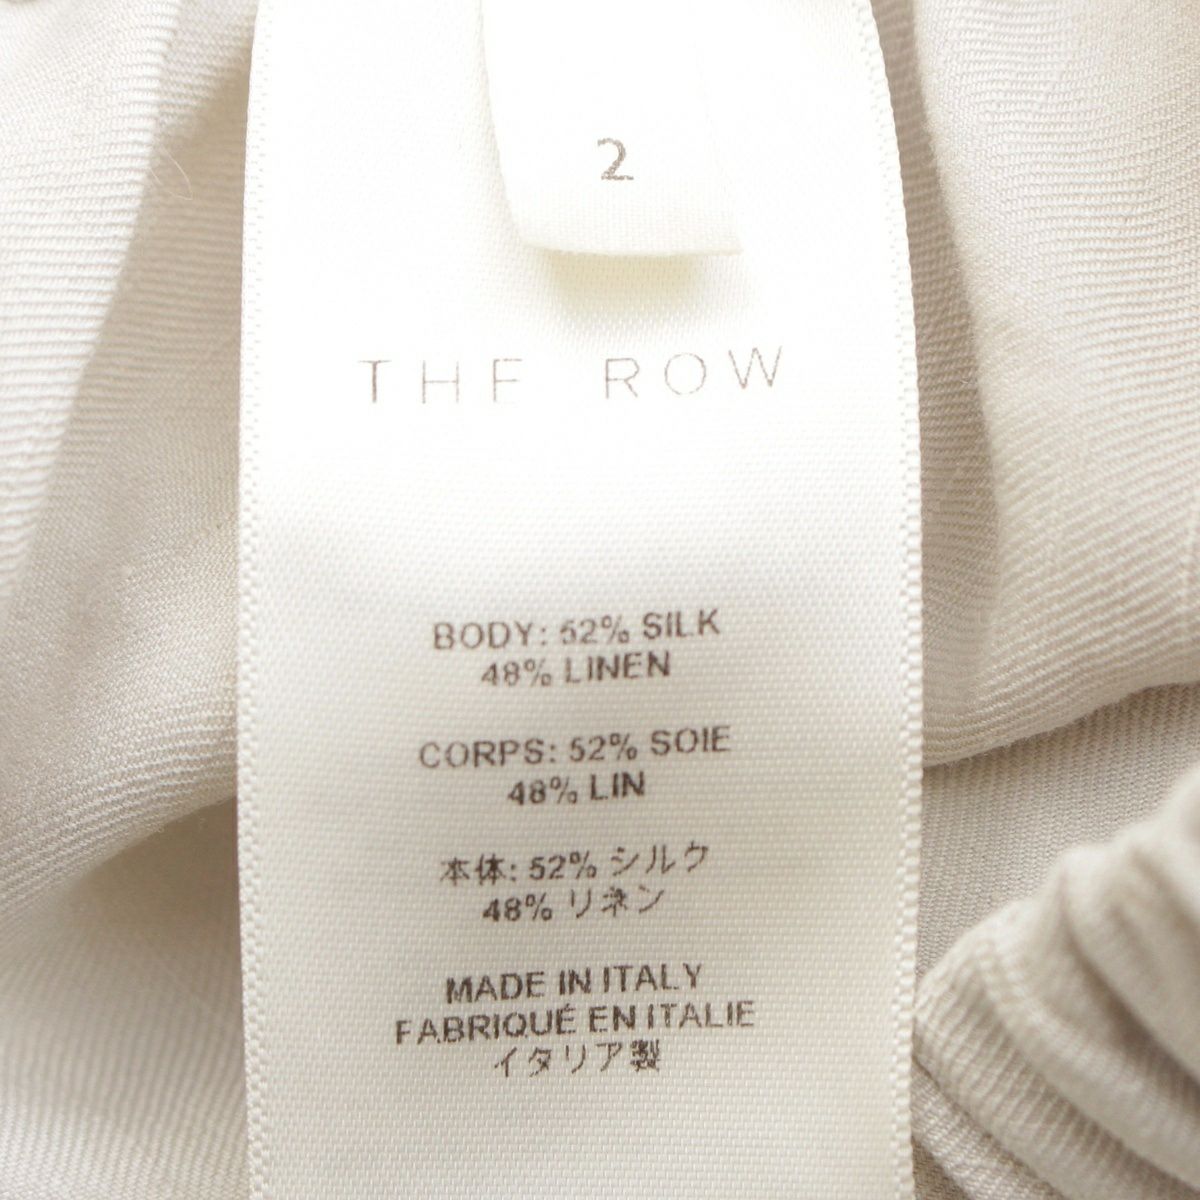 2
THE ROW
BODY: 52% SILK
48% LINEN
CORPS: 52% SOIE
48% LIN
本体: 52% シルク
48% リネン
MADE IN ITALY
FABRIQUÉ EN ITALIE
イタリア製